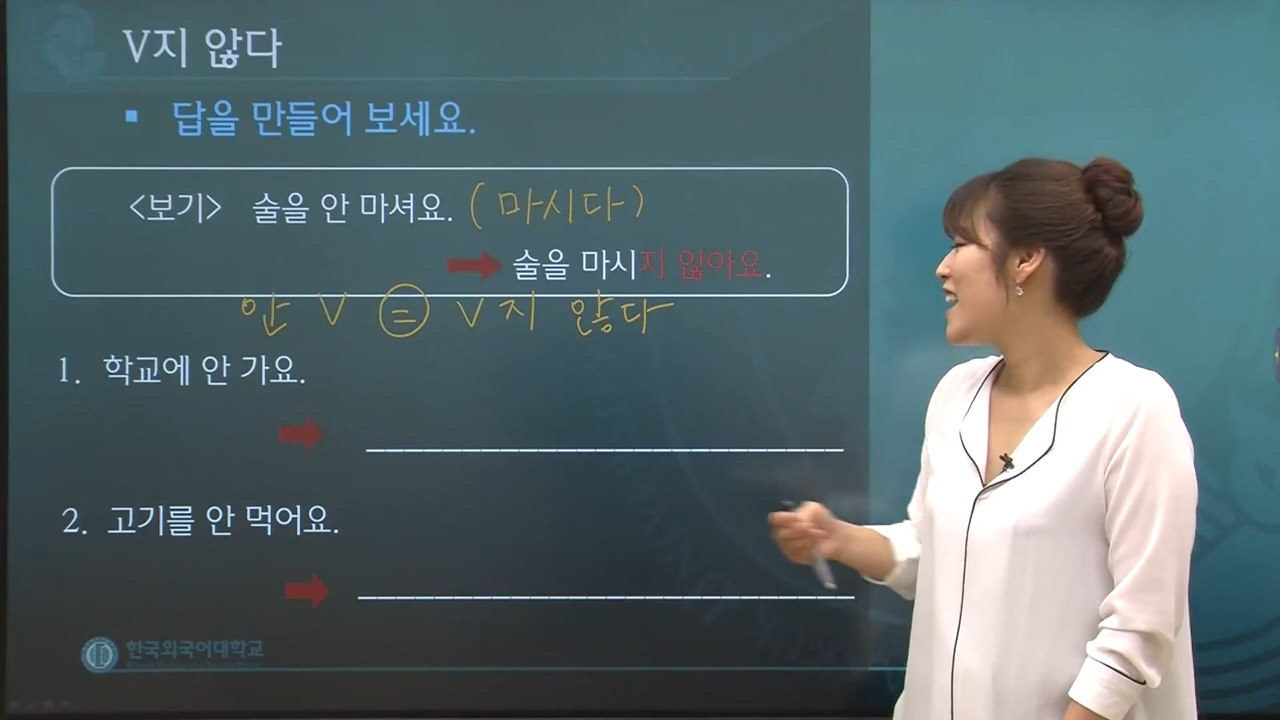 V지 않다
▪ 답을 만들어 보세요.
<보기> 술을 안 마셔요. (마시다)
술을 마시지 않아요.
안 V = V지 않다
1. 학교에 안 가요.
2. 고기를 안 먹어요.
한국외국어대학교